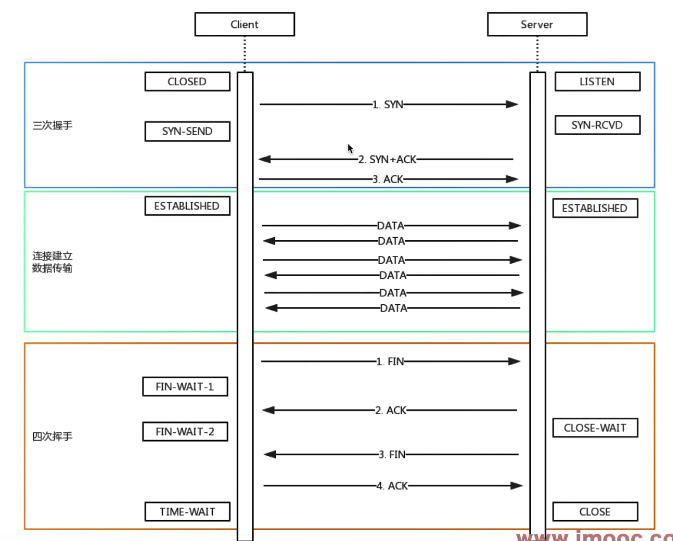 Client
Server
CLOSED
LISTEN
1. SYN
三次握手
SYN-SEND
SYN-RCVD
2. SYN+ACK
3. ACK
ESTABLISHED
ESTABLISHED
DATA
DATA
连接建立
数据传输
DATA
DATA
DATA
DATA
1. FIN
FIN-WAIT-1
2. ACK
四次挥手
FIN-WAIT-2
CLOSE-WAIT
3. FIN
4. ACK
TIME-WAIT
CLOSE
www.imooc.co